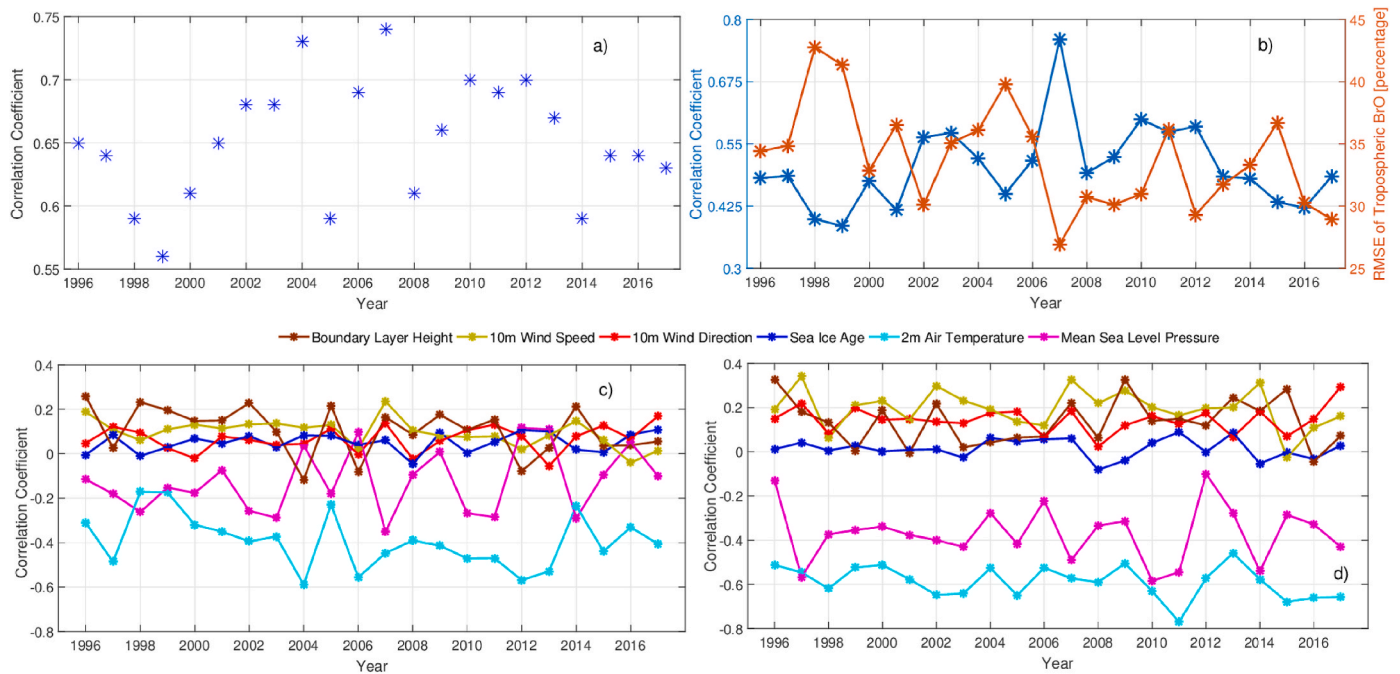 0.75
0.7
0.65
0.6
0.55
Correlation Coefficient
a)
1996 1998 2000 2002 2004 2006 2008 2010 2012 2014 2016
Year
0.8
0.675
0.55
0.425
0.3
Correlation Coefficient
b)
45
40
35
30
25
RMSE of Tropospheric BrO [percentage]
1996 1998 2000 2002 2004 2006 2008 2010 2012 2014 2016
Year
Boundary Layer Height 10m Wind Speed 10m Wind Direction Sea Ice Age 2m Air Temperature Mean Sea Level Pressure
0.4
0.2
0
-0.2
-0.4
-0.6
-0.8
Correlation Coefficient
c)
1996 1998 2000 2002 2004 2006 2008 2010 2012 2014 2016
Year
0.4
0.2
0
-0.2
-0.4
-0.6
-0.8
Correlation Coefficient
d)
1996 1998 2000 2002 2004 2006 2008 2010 2012 2014 2016
Year